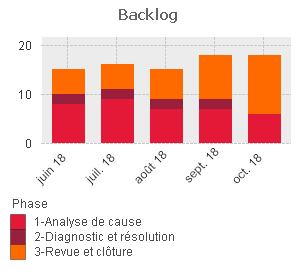 Backlog
20
10
0
juin 18
juil. 18
août 18
sept. 18
oct. 18
Phase
1-Analyse de cause
2-Diagnostic et résolution
3-Revue et clôture